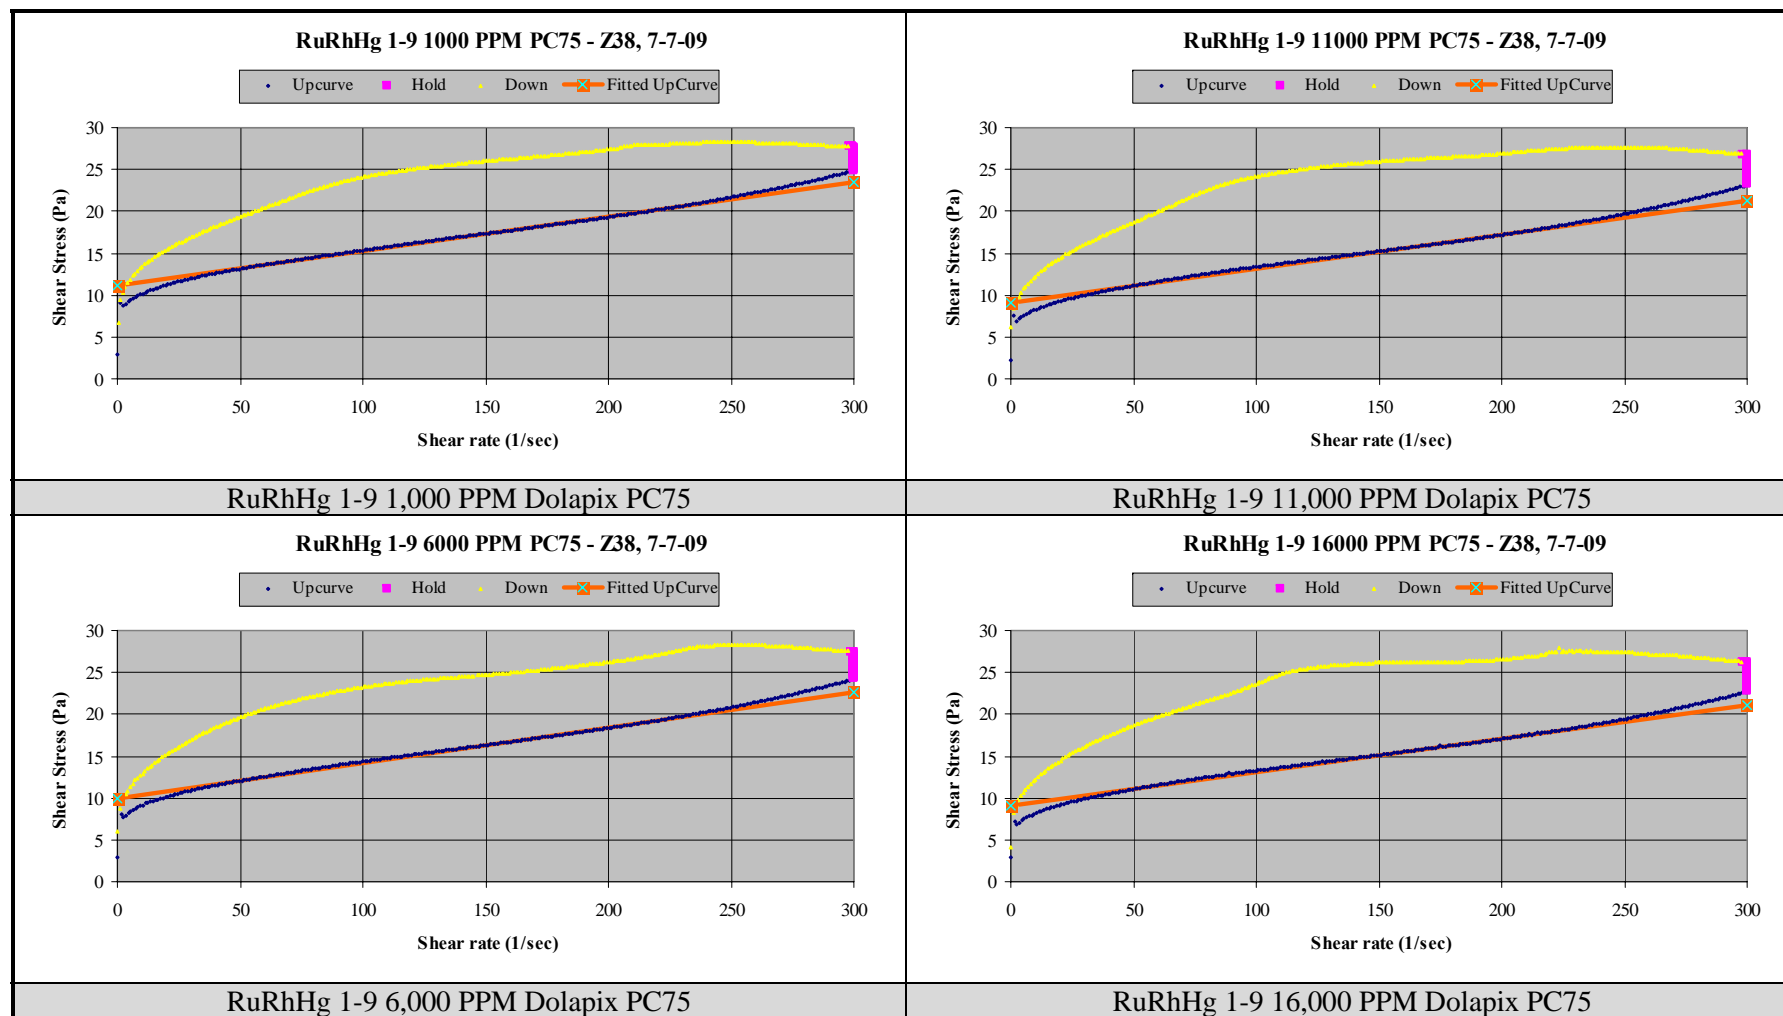 RuRhHg 1-9 1000 PPM PC75 - Z38, 7-7-09
Upcurve Hold Down Fitted UpCurve
30
25
20
15
10
5
0
Shear Stress (Pa)
0 50 100 150 200 250 300
Shear rate (1/sec)
RuRhHg 1-9 1,000 PPM Dolapix PC75
RuRhHg 1-9 11000 PPM PC75 - Z38, 7-7-09
Upcurve Hold Down Fitted UpCurve
30
25
20
15
10
5
0
Shear Stress (Pa)
0 50 100 150 200 250 300
Shear rate (1/sec)
RuRhHg 1-9 11,000 PPM Dolapix PC75
RuRhHg 1-9 6000 PPM PC75 - Z38, 7-7-09
Upcurve Hold Down Fitted UpCurve
30
25
20
15
10
5
0
Shear Stress (Pa)
0 50 100 150 200 250 300
Shear rate (1/sec)
RuRhHg 1-9 6,000 PPM Dolapix PC75
RuRhHg 1-9 16000 PPM PC75 - Z38, 7-7-09
Upcurve Hold Down Fitted UpCurve
30
25
20
15
10
5
0
Shear Stress (Pa)
0 50 100 150 200 250 300
Shear rate (1/sec)
RuRhHg 1-9 16,000 PPM Dolapix PC75